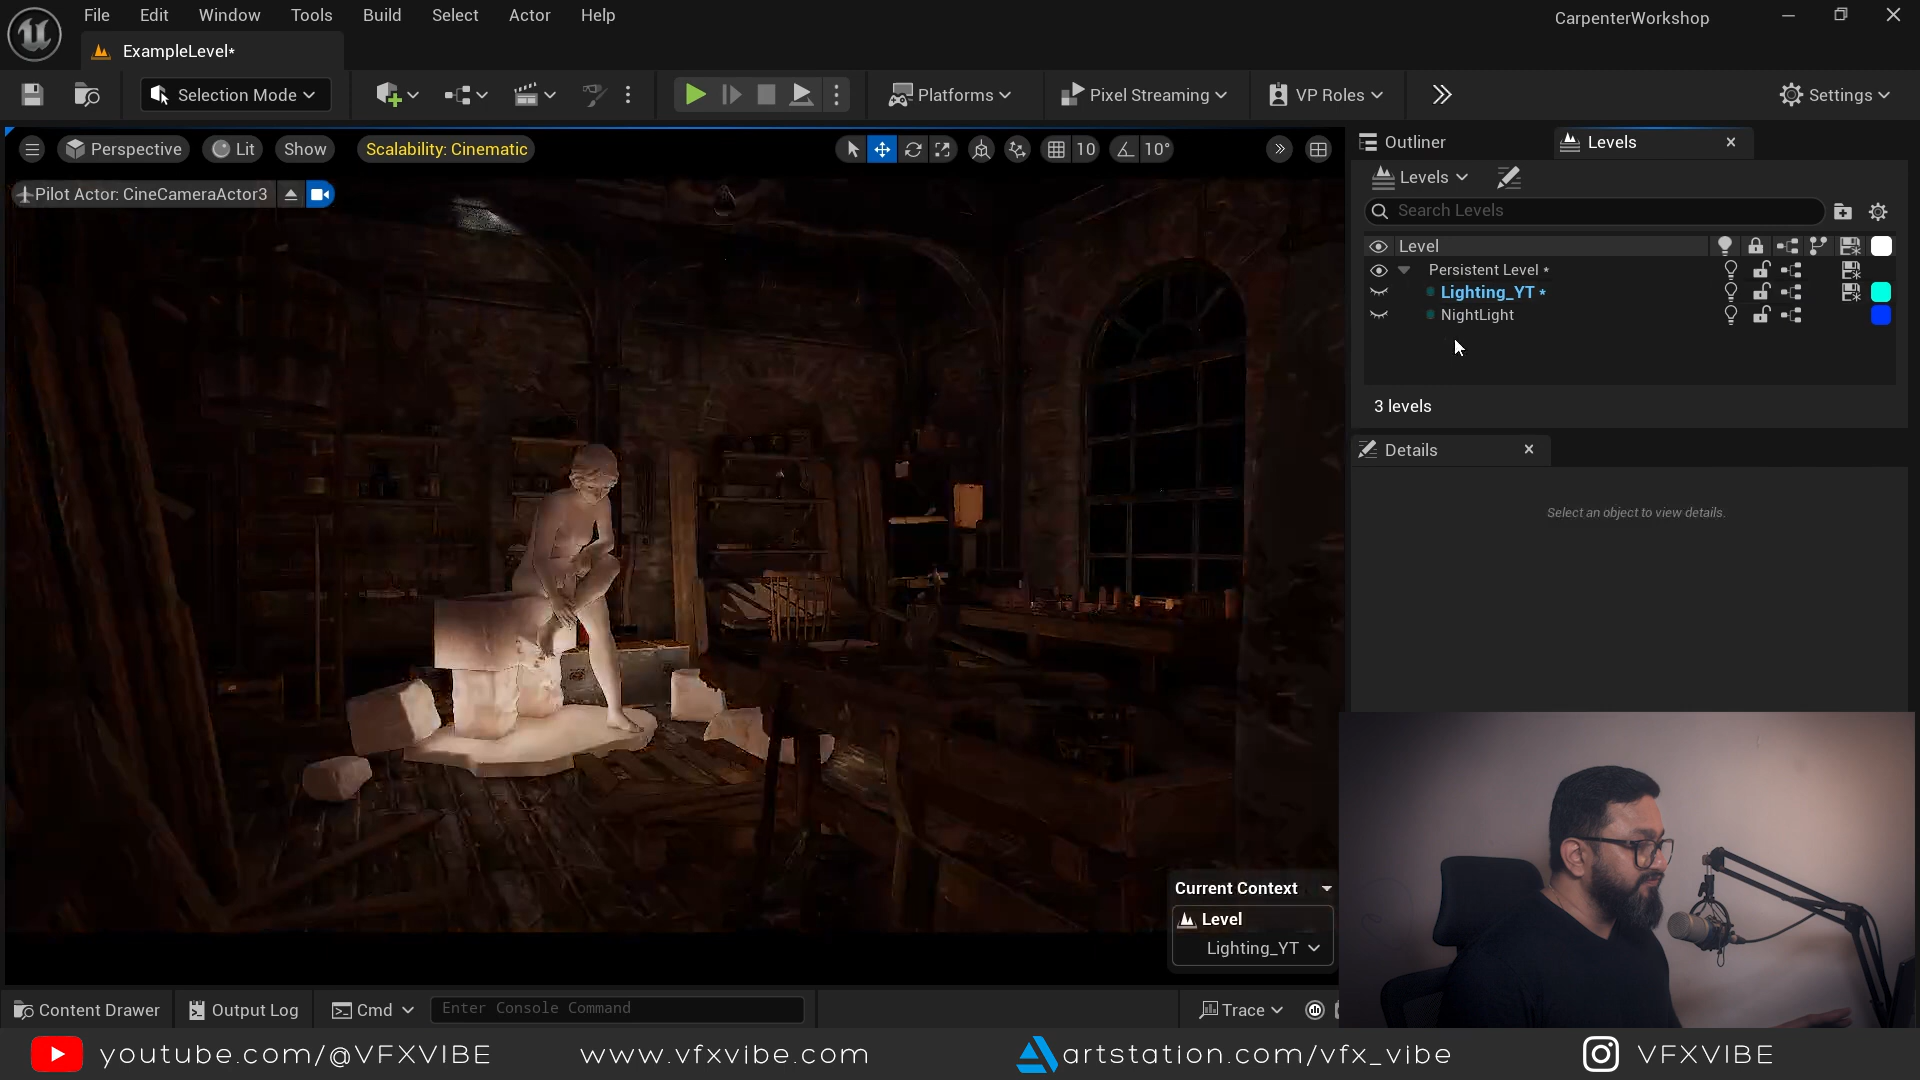 File Edit Window Tools Build Select Actor Help
CarpenterWorkshop
ExampleLevel*
Selection Mode
Platforms
Pixel Streaming
VP Roles
Settings
Perspective
Lit
Show
Scalability: Cinematic
10
10°
Pilot Actor: CineCameraActor3
Outliner
Levels
Levels
Search Levels
Level
Persistent Level *
Lighting_YT *
NightLight
3 levels
Details
Select an object to view details.
Current Context
Level
Lighting_YT
Content Drawer
Output Log
Cmd
Enter Console Command
Trace
youtube.com/@VFXVIBE
www.vfxvibe.com
artstation.com/vfx_vibe
VFXVIBE